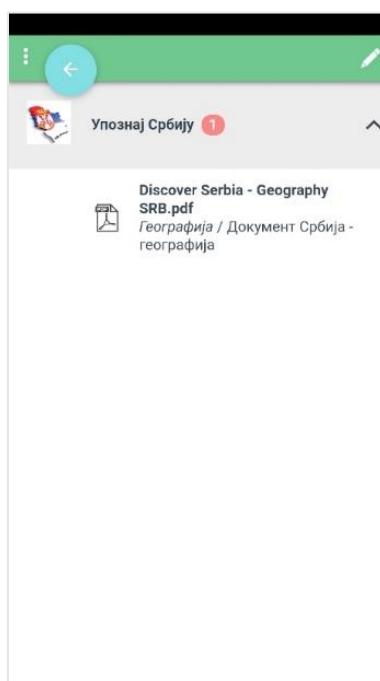 Упознај Србију 1
Discover Serbia - Geography
SRB.pdf
Географија / Документ Србија -
географија